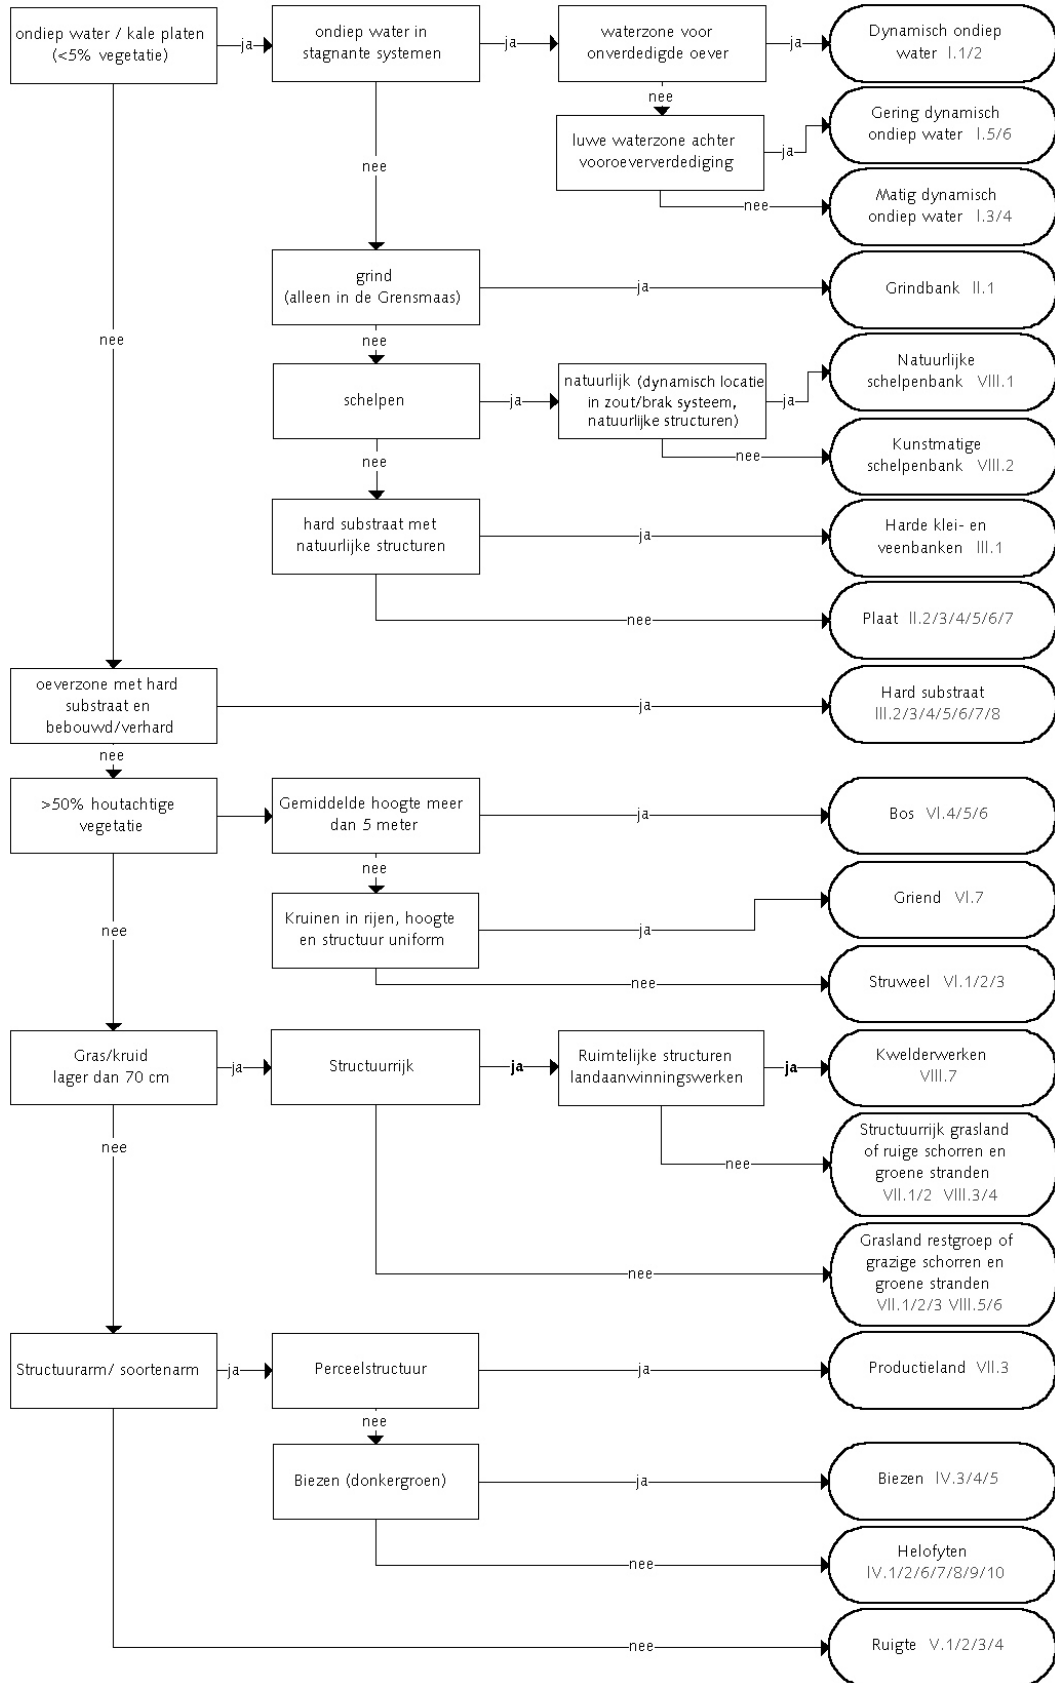 ondiep water / kale platen
(<5% vegetatie)
ja
ondiep water in
stagnante systemen
ja
waterzone voor
onverdedigde oever
ja
Dynamisch ondiep
water I.1/2
nee
luwe waterzone achter
vooroeververdediging
ja
Gering dynamisch
ondiep water I.5/6
nee
Matig dynamisch
ondiep water I.3/4
nee
grind
(alleen in de Grensmaas)
ja
Grindbank II.1
nee
nee
schelpen
ja
natuurlijk (dynamisch locatie
in zout/brak systeem,
natuurlijke structuren)
ja
Natuurlijke
schelpenbank VIII.1
nee
Kunstmatige
schelpenbank VIII.2
nee
hard substraat met
natuurlijke structuren
ja
Harde klei- en
veenbanken III.1
nee
Plaat II.2/3/4/5/6/7
oeverzone met hard
substraat en
bebouwd/verhard
ja
Hard substraat
III.2/3/4/5/6/7/8
nee
>50% houtachtige
vegetatie
Gemiddelde hoogte meer
dan 5 meter
ja
Bos VI.4/5/6
nee
Kruinen in rijen, hoogte
en structuur uniform
ja
Griend VI.7
nee
nee
Struweel VI.1/2/3
Gras/kruid
lager dan 70 cm
ja
Structuurrijk
ja
Ruimtelijke structuren
landaanwinningswerken
ja
Kwelderwerken
VIII.7
nee
nee
Structuurrijk grasland
of ruige schorren en
groene stranden
VII.1/2 VIII.3/4
nee
Grasland restgroep of
grazige schorren en
groene stranden
VII.1/2/3 VIII.5/6
Structuurarm/ soortenarm
ja
Perceelstructuur
ja
Productieland VII.3
nee
Biezen (donkergroen)
ja
Biezen IV.3/4/5
nee
Helofyten
IV.1/2/6/7/8/9/10
nee
Ruigte V.1/2/3/4